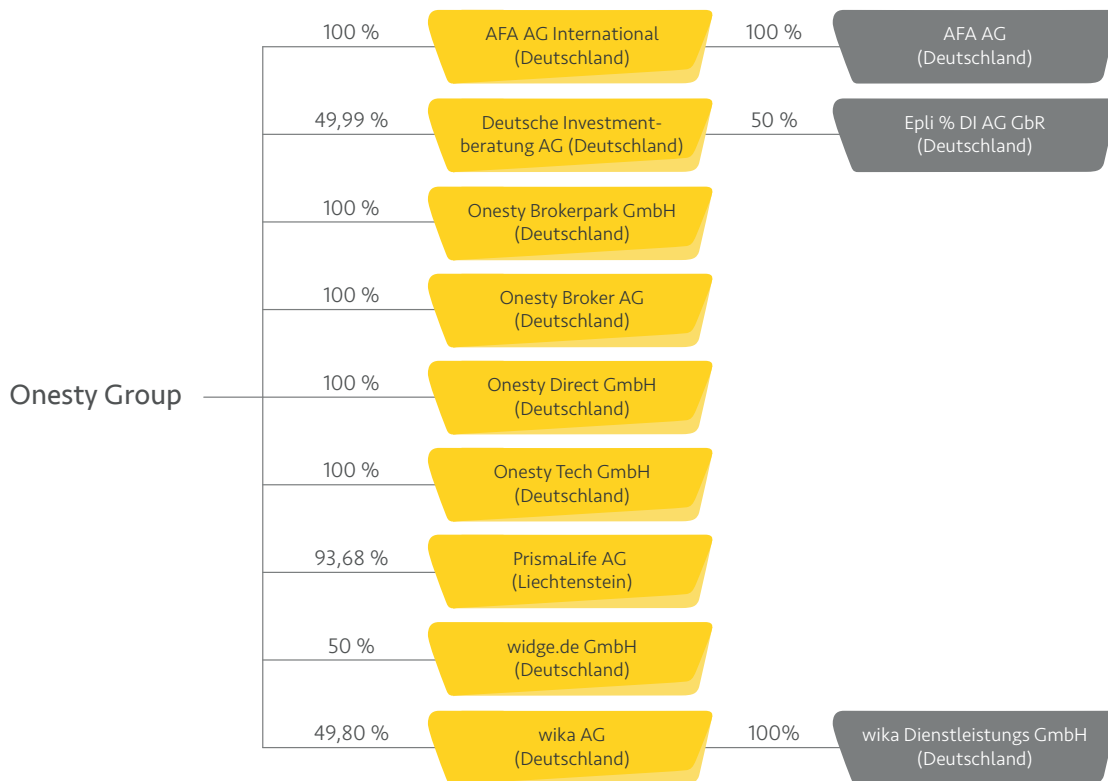 100 %
AFA AG International
(Deutschland)
100 %
AFA AG
(Deutschland)
49,99 %
Deutsche Investment-
beratung AG (Deutschland)
50 %
Epli % DI AG GbR
(Deutschland)
100 %
Onesty Brokerpark GmbH
(Deutschland)
100 %
Onesty Broker AG
(Deutschland)
Onesty Group
100 %
Onesty Direct GmbH
(Deutschland)
100 %
Onesty Tech GmbH
(Deutschland)
93,68 %
PrismaLife AG
(Liechtenstein)
50 %
widge.de GmbH
(Deutschland)
49,80 %
wika AG
(Deutschland)
100%
wika Dienstleistungs GmbH
(Deutschland)